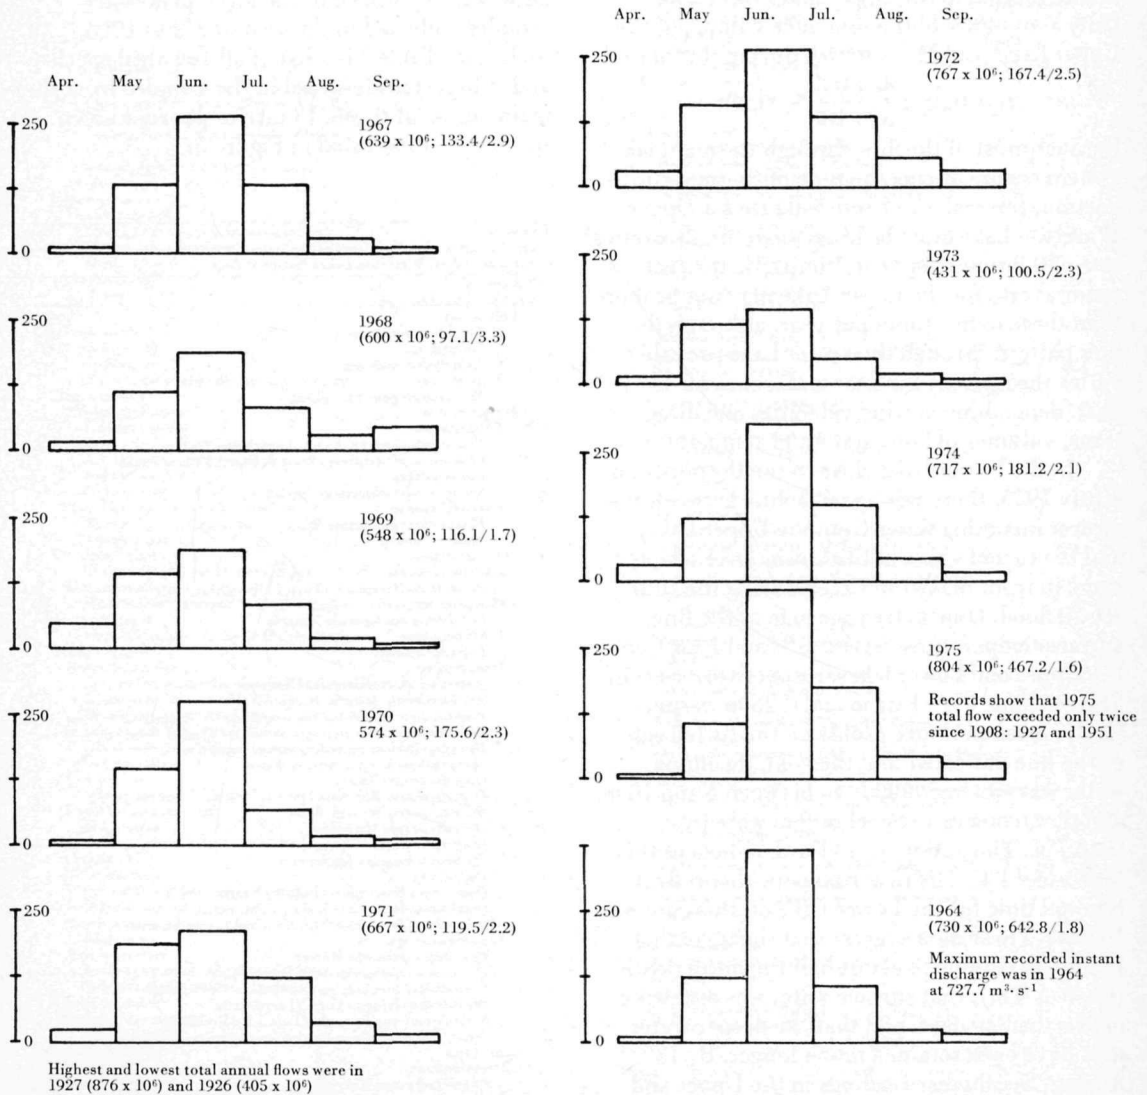 Apr. May Jun. Jul. Aug. Sep.
250
1967
(639 x 10⁶; 133.4/2.9)
0
250
1968
(600 x 10⁶; 97.1/3.3)
0
250
1969
(548 x 10⁶; 116.1/1.7)
0
250
1970
574 x 10⁶; 175.6/2.3)
0
250
1971
(667 x 10⁶; 119.5/2.2)
0
Highest and lowest total annual flows were in
1927 (876 x 10⁶) and 1926 (405 x 10⁶)
Apr. May Jun. Jul. Aug. Sep.
250
1972
(767 x 10⁶; 167.4/2.5)
0
250
1973
(431 x 10⁶; 100.5/2.3)
0
250
1974
(717 x 10⁶; 181.2/2.1)
0
250
1975
(804 x 10⁶; 467.2/1.6)
Records show that 1975
total flow exceeded only twice
since 1908: 1927 and 1951
0
250
1964
(730 x 10⁶; 642.8/1.8)
Maximum recorded instant
discharge was in 1964
at 727.7 m³· s⁻¹
0